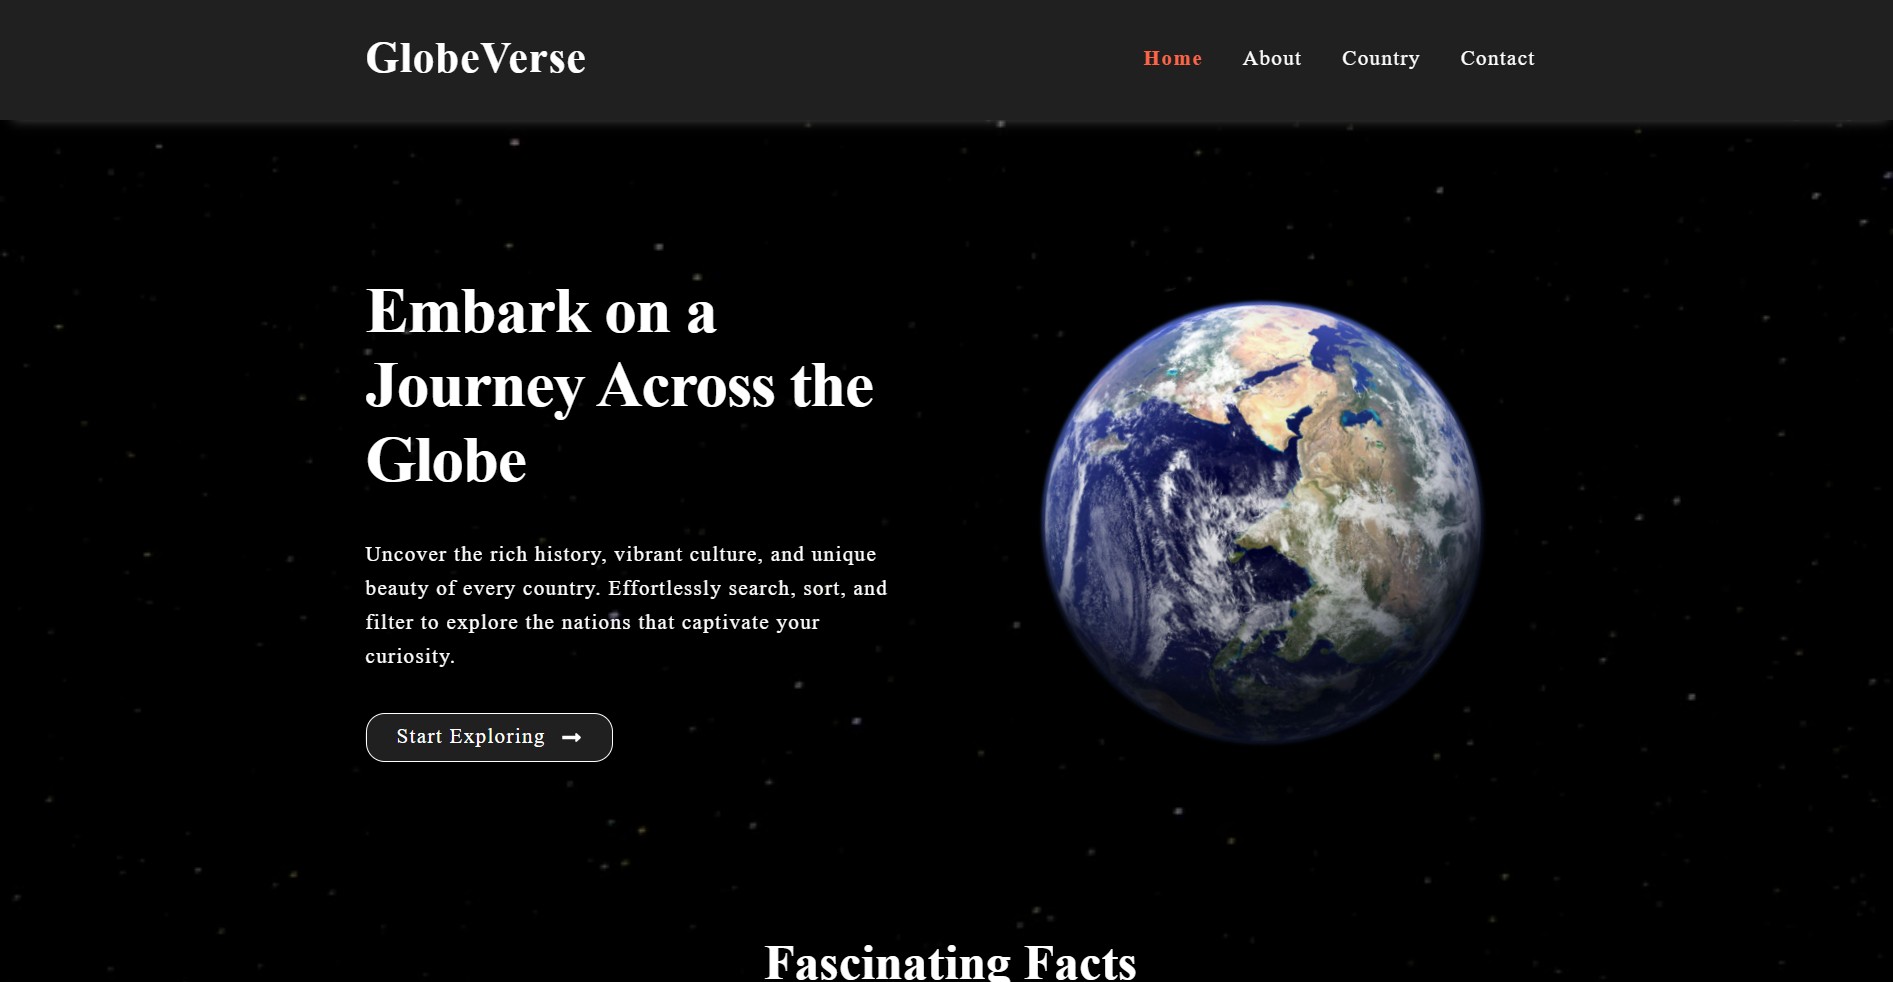 GlobeVerse
Home About Country Contact
Embark on a
Journey Across the
Globe
Uncover the rich history, vibrant culture, and unique
beauty of every country. Effortlessly search, sort, and
filter to explore the nations that captivate your
curiosity.
Start Exploring
Fascinating Facts